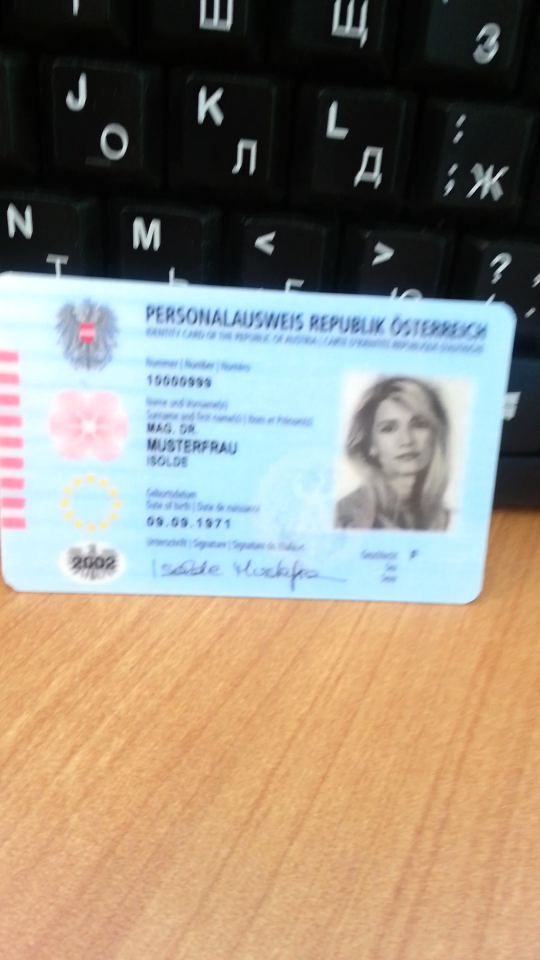 Ш
Щ
З
J
О
K
Л
L
Д
:
; Ж
N
Т
M
Ь
<
>
?
PERSONALAUSWEIS REPUBLIK ÖSTERREICH
IDENTITY CARD OF THE REPUBLIC OF AUSTRIA / CARTE D'IDENTITÉ RÉPUBLIQUE D'AUTRICHE
Nummer | Number | Numéro
10000999
Name und Vorname(n)
Surname and first name(s) | Nom et Prénom(s)
MAG. DR.
MUSTERFRAU
ISOLDE
Geburtsdatum
Date of birth | Date de naissance
09.09.1971
Unterschrift | Signature | Signature du titulaire
Isolde Musterfrau
Geschlecht F
Sex
Sexe
2002